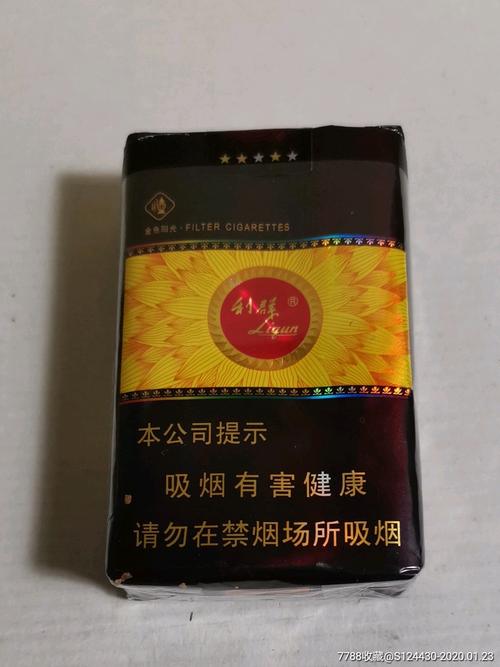 金色阳光·FILTER CIGARETTES
利群®
Liqun
本公司提示
吸烟有害健康
请勿在禁烟场所吸烟
7788收藏@S124430-2020.01.23